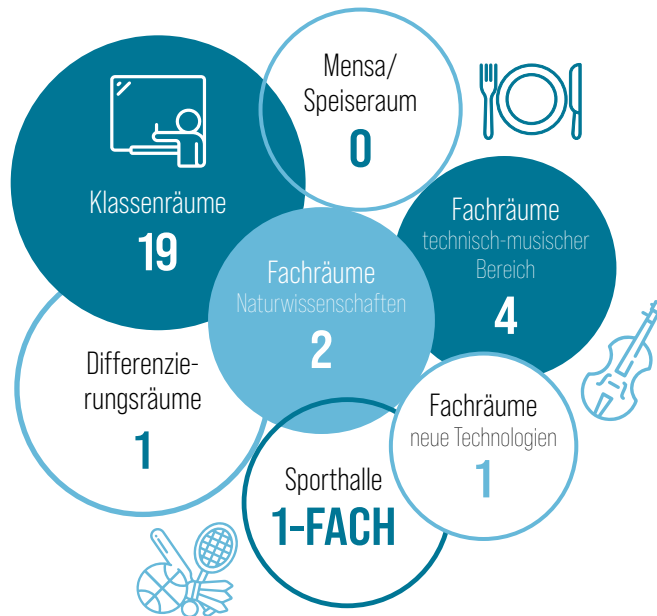 Mensa/
Speiseraum
0
Klassenräume
19
Fachräume
technisch-musischer
Bereich
4
Fachräume
Naturwissenschaften
2
Differenzie-
rungsräume
1
Fachräume
neue Technologien
1
Sporthalle
1-FACH